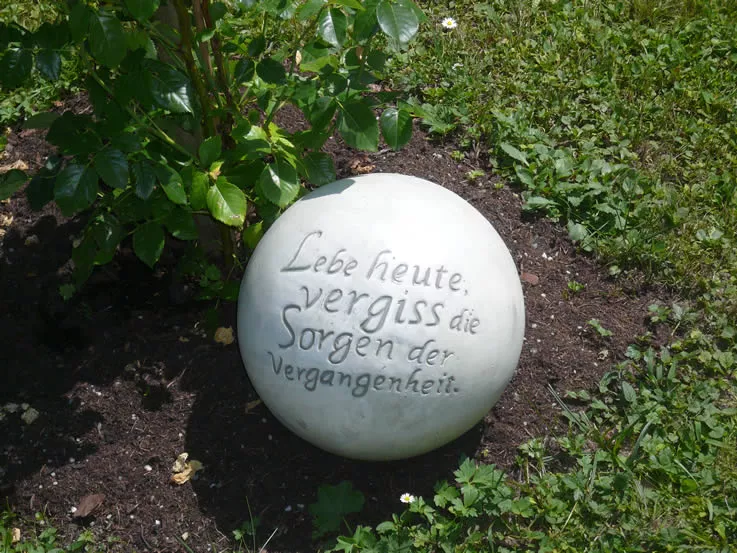 Lebe heute,
vergiss die
Sorgen der
Vergangenheit.